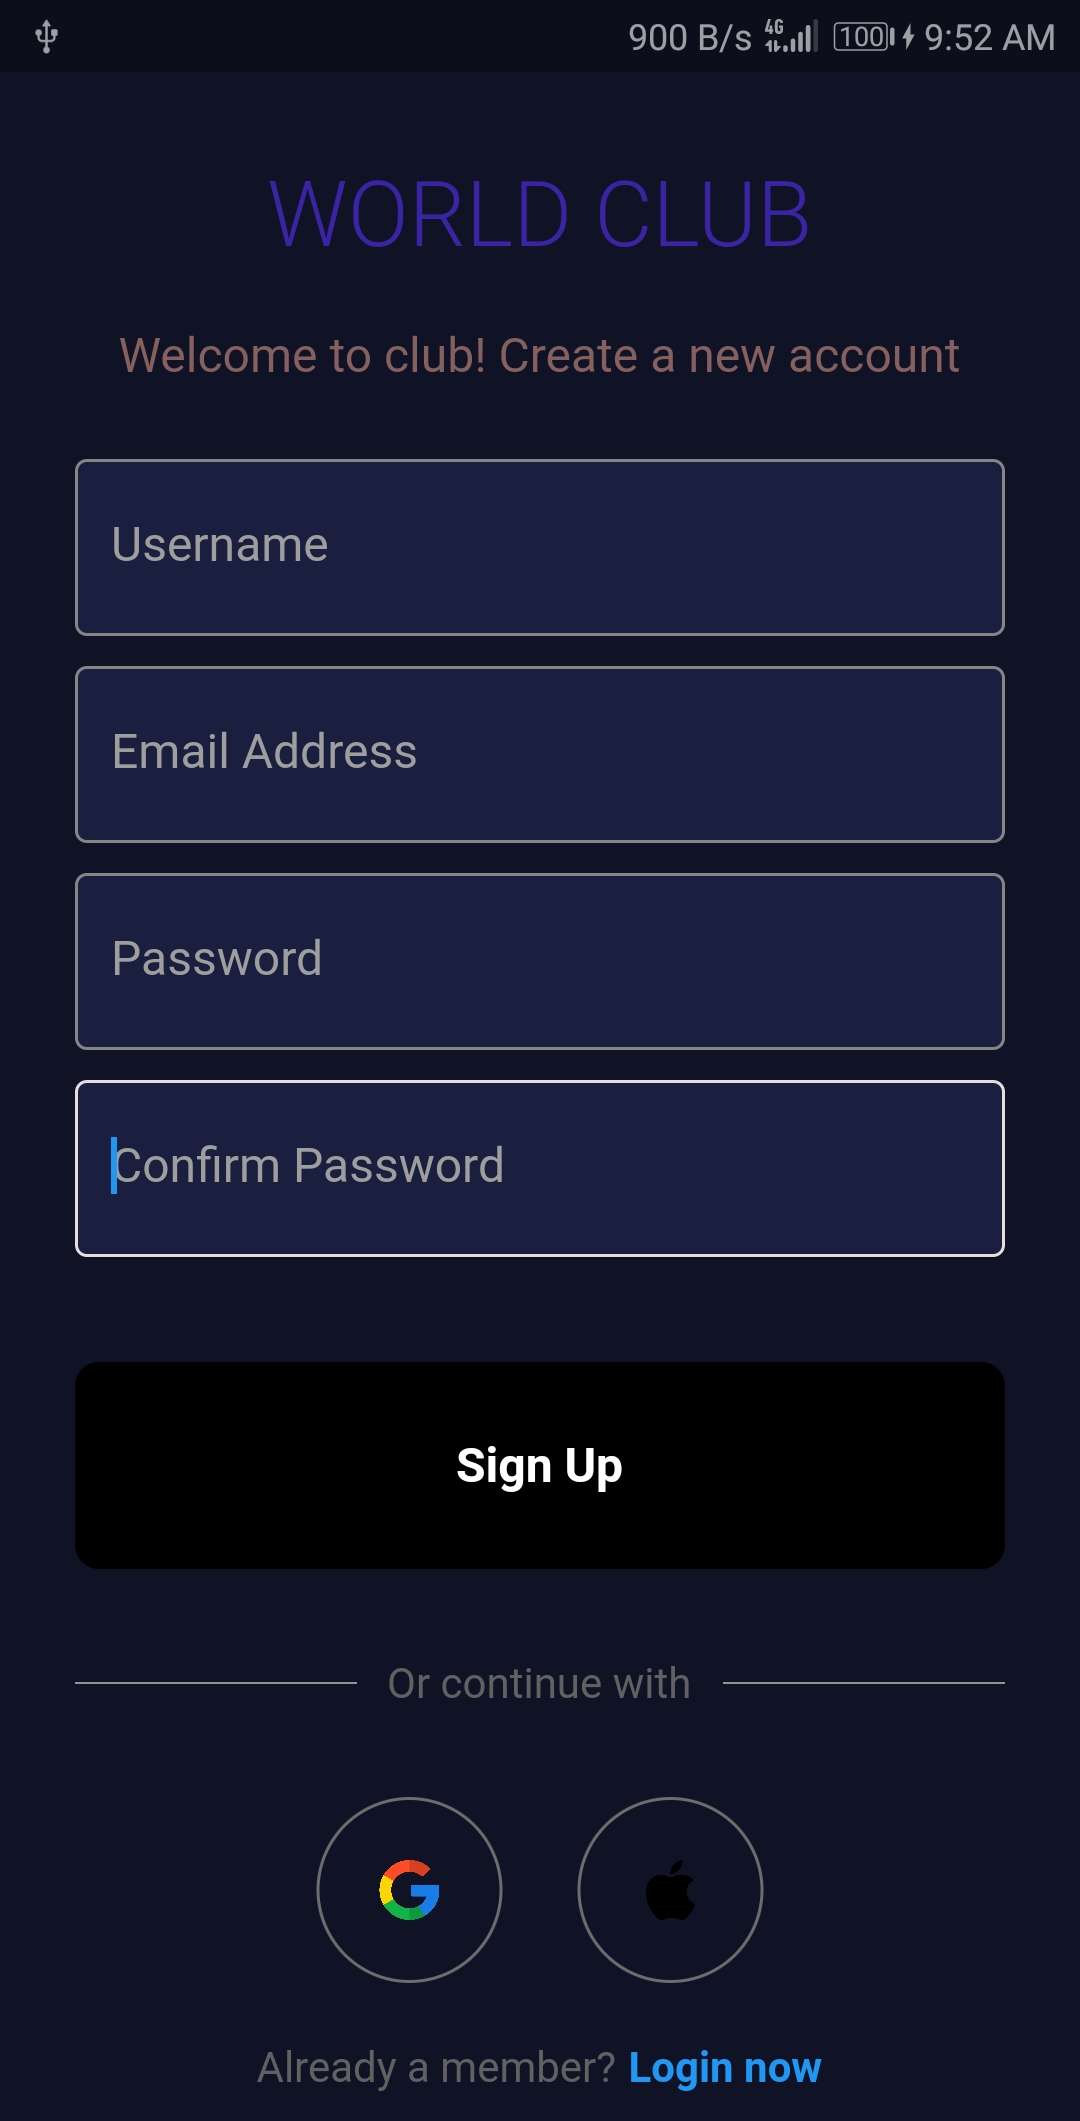 900 B/s 4G 100 9:52 AM
WORLD CLUB
Welcome to club! Create a new account
Username
Email Address
Password
Confirm Password
Sign Up
Or continue with
Already a member? Login now